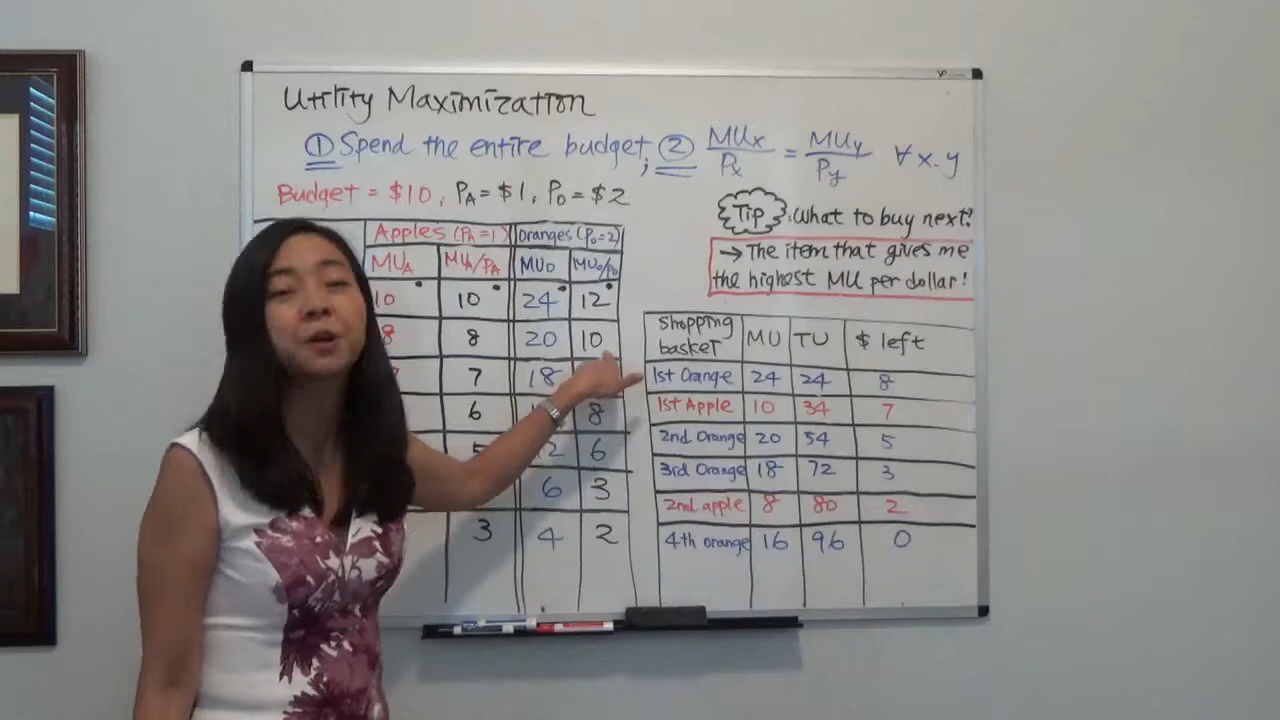 Utility Maximization
① Spend the entire budget; ② MUx/Px = MUy/Py ∀ x.y
Budget = $10, PA = $1, Po = $2
Tip: What to buy next?
→ The item that gives me
the highest MU per dollar!
Apples (PA=1) Oranges (Po=2)
MUA MUA/PA MUo MUo/Po
10 10 24 12
8 8 20 10
7 18
6 8
6
6 3
3 4 2
shopping basket MU TU $ left
1st Orange 24 24 8
1st Apple 10 34 7
2nd Orange 20 54 5
3rd Orange 18 72 3
2nd apple 8 80 2
4th orange 16 96 0